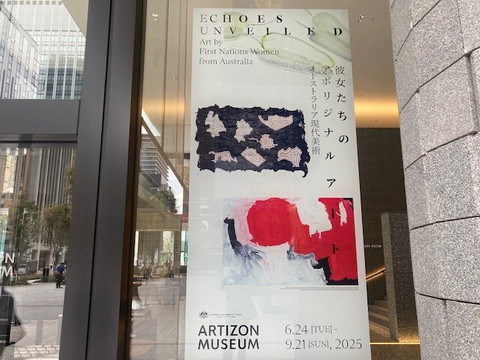 ECHOES
UNVEILED
Art by
First Nations Women
from Australia
彼女たちの
アボリジナルアート
オーストラリア現代美術
ARTIZON
MUSEUM
6.24 [TUE] –
9.21 [SUN], 2025
ZON
UM